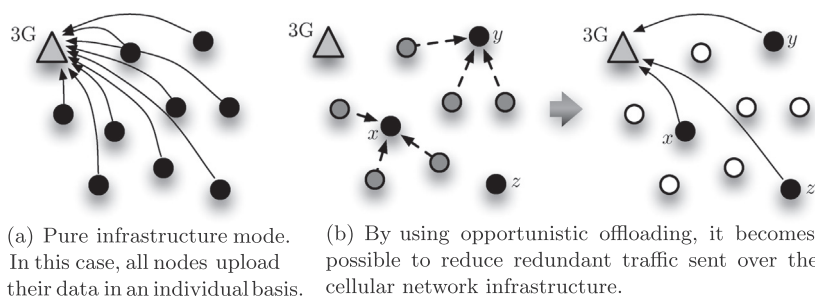 3G
3G
y
x
z
3G
y
x
z
(a) Pure infrastructure mode.
In this case, all nodes upload
their data in an individual basis.
(b) By using opportunistic offloading, it becomes
possible to reduce redundant traffic sent over the
cellular network infrastructure.